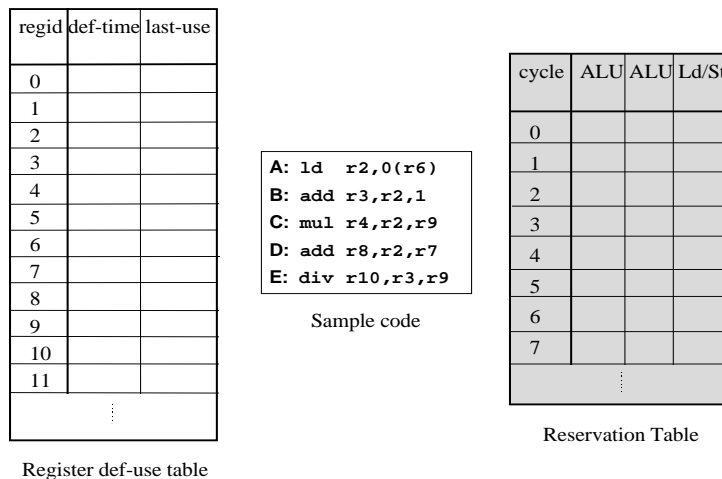 regid def-time last-use
0
1
2
3
4
5
6
7
8
9
10
11
Register def-use table
A: ld r2,0(r6)
B: add r3,r2,1
C: mul r4,r2,r9
D: add r8,r2,r7
E: div r10,r3,r9
Sample code
cycle ALU ALU Ld/St
0
1
2
3
4
5
6
7
Reservation Table